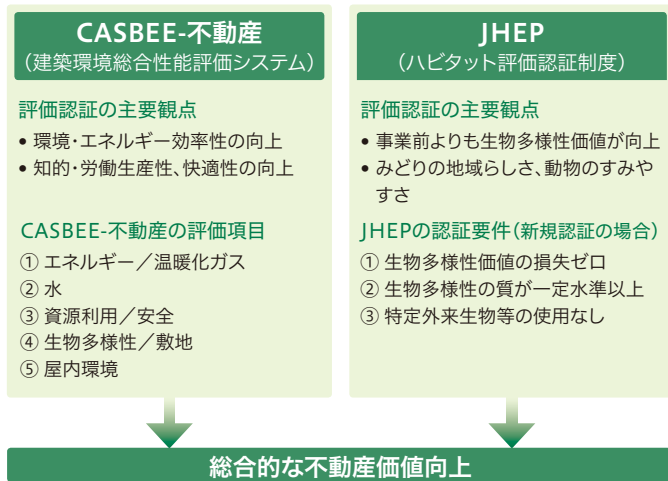 CASBEE-不動産
(建築環境総合性能評価システム)
評価認証の主要観点
• 環境・エネルギー効率性の向上
• 知的・労働生産性、快適性の向上
CASBEE-不動産の評価項目
① エネルギー／温暖化ガス
② 水
③ 資源利用／安全
④ 生物多様性／敷地
⑤ 屋内環境
JHEP
(ハビタット評価認証制度)
評価認証の主要観点
• 事業前よりも生物多様性価値が向上
• みどりの地域らしさ、動物のすみや
すさ
JHEPの認証要件(新規認証の場合)
① 生物多様性価値の損失ゼロ
② 生物多様性の質が一定水準以上
③ 特定外来生物等の使用なし
総合的な不動産価値向上